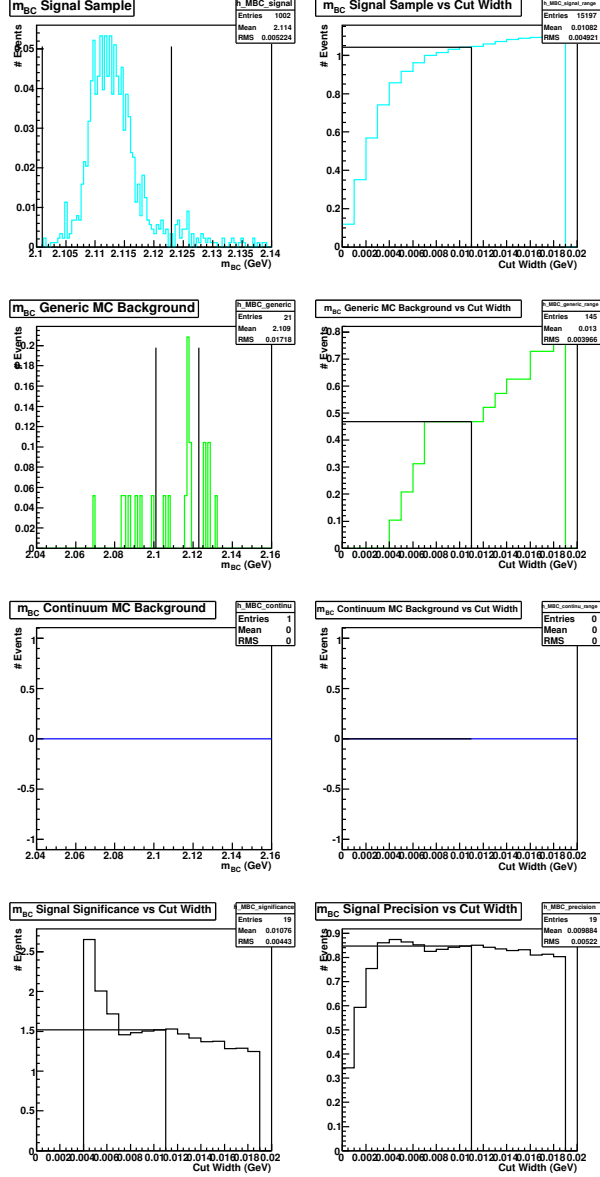 m_BC Signal Sample
h_MBC_signal
Entries 1002
Mean 2.114
RMS 0.005224
# Events
0.05
0.04
0.03
0.02
0.01
0
2.1 2.105 2.11 2.115 2.12 2.125 2.13 2.135 2.14
m_BC (GeV)
m_BC Signal Sample vs Cut Width
h_MBC_signal_range
Entries 15197
Mean 0.01082
RMS 0.004921
# Events
1
0.8
0.6
0.4
0.2
0
0 0.002 0.004 0.006 0.008 0.01 0.012 0.014 0.016 0.018 0.02
Cut Width (GeV)
m_BC Generic MC Background
h_MBC_generic
Entries 21
Mean 2.109
RMS 0.01718
# Events
0.2
0.18
0.16
0.14
0.12
0.1
0.08
0.06
0.04
0.02
0
2.04 2.06 2.08 2.1 2.12 2.14 2.16
m_BC (GeV)
m_BC Generic MC Background vs Cut Width
h_MBC_generic_range
Entries 145
Mean 0.013
RMS 0.003966
# Events
0.8
0.7
0.6
0.5
0.4
0.3
0.2
0.1
0
0 0.002 0.004 0.006 0.008 0.01 0.012 0.014 0.016 0.018 0.02
Cut Width (GeV)
m_BC Continuum MC Background
h_MBC_continu
Entries 1
Mean 0
RMS 0
# Events
1
0.5
0
-0.5
-1
2.04 2.06 2.08 2.1 2.12 2.14 2.16
m_BC (GeV)
m_BC Continuum MC Background vs Cut Width
h_MBC_continu_range
Entries 0
Mean 0
RMS 0
# Events
1
0.5
0
-0.5
-1
0 0.002 0.004 0.006 0.008 0.01 0.012 0.014 0.016 0.018 0.02
Cut Width (GeV)
m_BC Signal Significance vs Cut Width
h_MBC_significance
Entries 19
Mean 0.01076
RMS 0.00443
# Events
2.5
2
1.5
1
0.5
0
0 0.002 0.004 0.006 0.008 0.01 0.012 0.014 0.016 0.018 0.02
Cut Width (GeV)
m_BC Signal Precision vs Cut Width
h_MBC_precision
Entries 19
Mean 0.009884
RMS 0.00522
# Events
0.9
0.8
0.7
0.6
0.5
0.4
0.3
0.2
0.1
0
0 0.002 0.004 0.006 0.008 0.01 0.012 0.014 0.016 0.018 0.02
Cut Width (GeV)